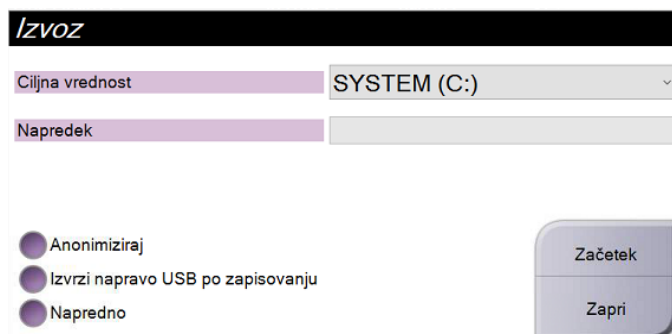 Izvoz
Ciljna vrednost
SYSTEM (C:)
Napredek
Anonimiziraj
Izvrzi napravo USB po zapisovanju
Napredno
Začetek
Zapri